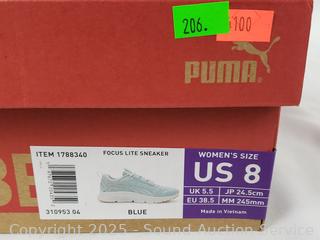 206. $100
PUMA
ITEM 1788340 FOCUS LITE SNEAKER
WOMEN'S SIZE
US 8
UK 5.5 JP 24.5cm
EU 38.5 MM 245mm
Made in Vietnam
310953 04 BLUE
Copyright 2025 - Sound Auction Service